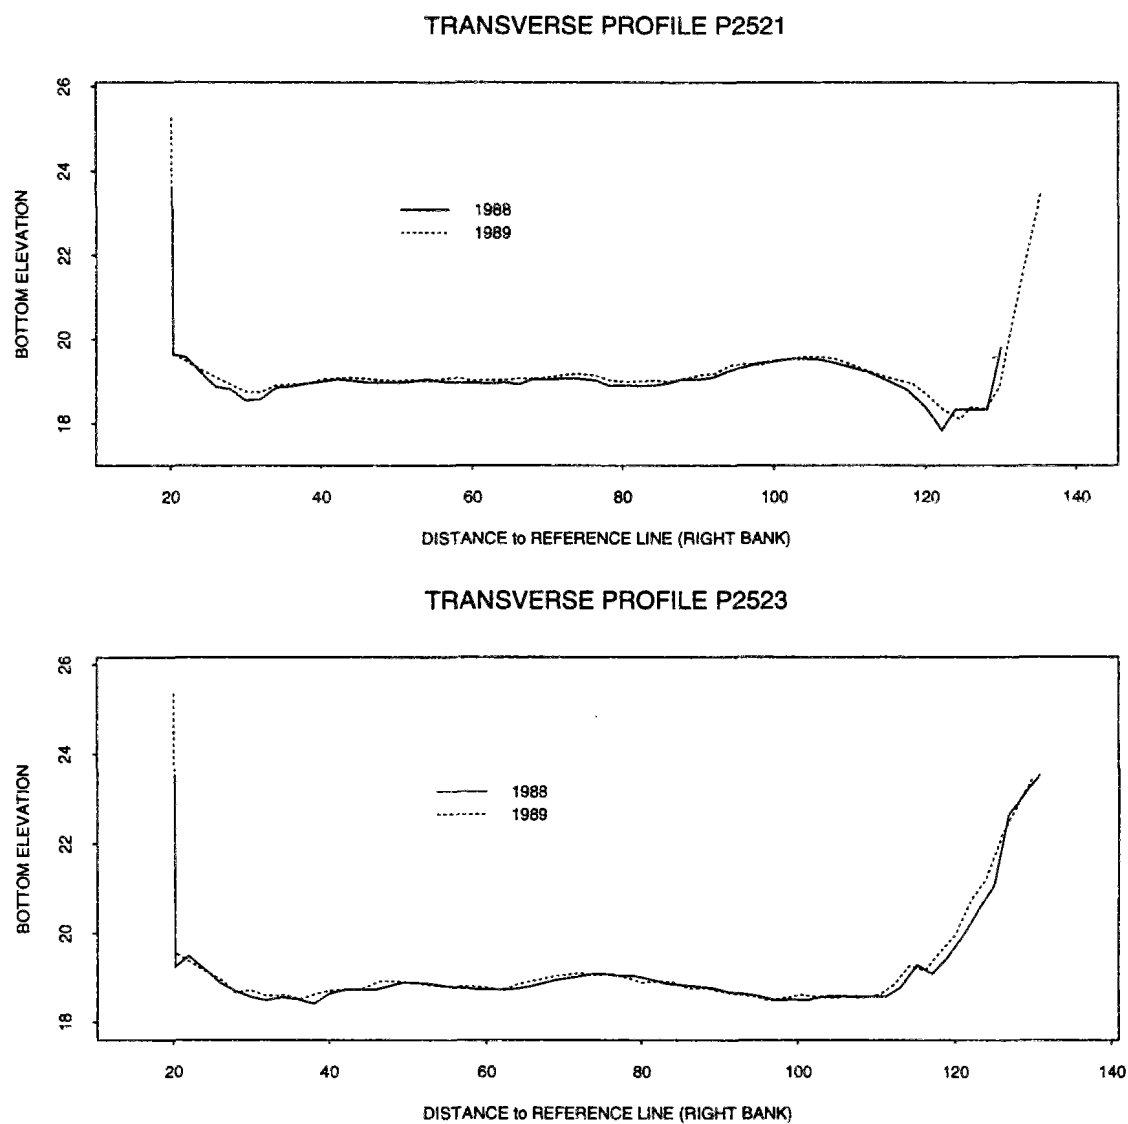 TRANSVERSE PROFILE P2521
26
24
22
20
18
BOTTOM ELEVATION
1988
1989
20 40 60 80 100 120 140
DISTANCE to REFERENCE LINE (RIGHT BANK)
TRANSVERSE PROFILE P2523
26
24
22
20
18
BOTTOM ELEVATION
1988
1989
20 40 60 80 100 120 140
DISTANCE to REFERENCE LINE (RIGHT BANK)